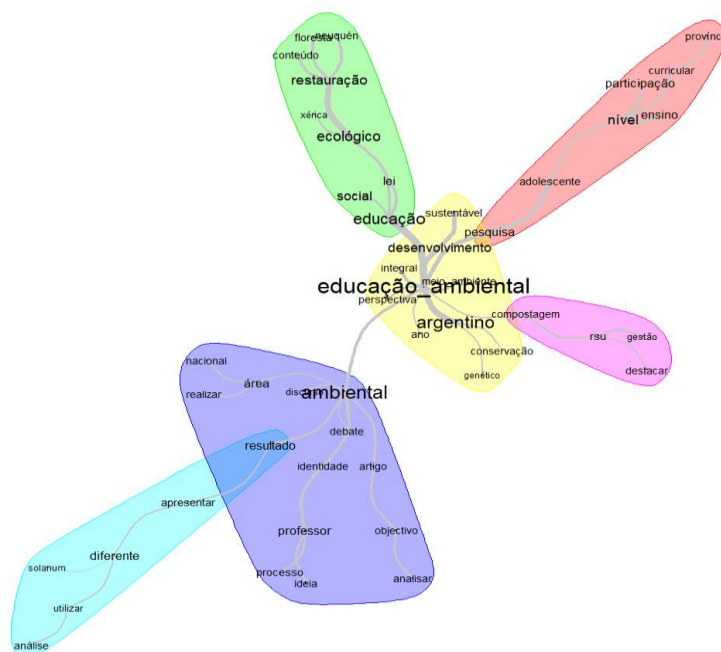 floresta
neuquén
conteúdo
restauração
xérica
ecológico
lei
social
educação
provínc
curricular
participação
ensino
nível
adolescente
pesquisa
sustentável
desenvolvimento
integral
meio_ambiente
educação_ambiental
perspectiva
argentino
ano
conservação
genético
compostagem
rsu
gestão
destacar
nacional
área
realizar
ambiental
debate
resultado
identidade
artigo
apresentar
professor
objectivo
processo
ideia
analisar
diferente
solanum
utilizar
análise